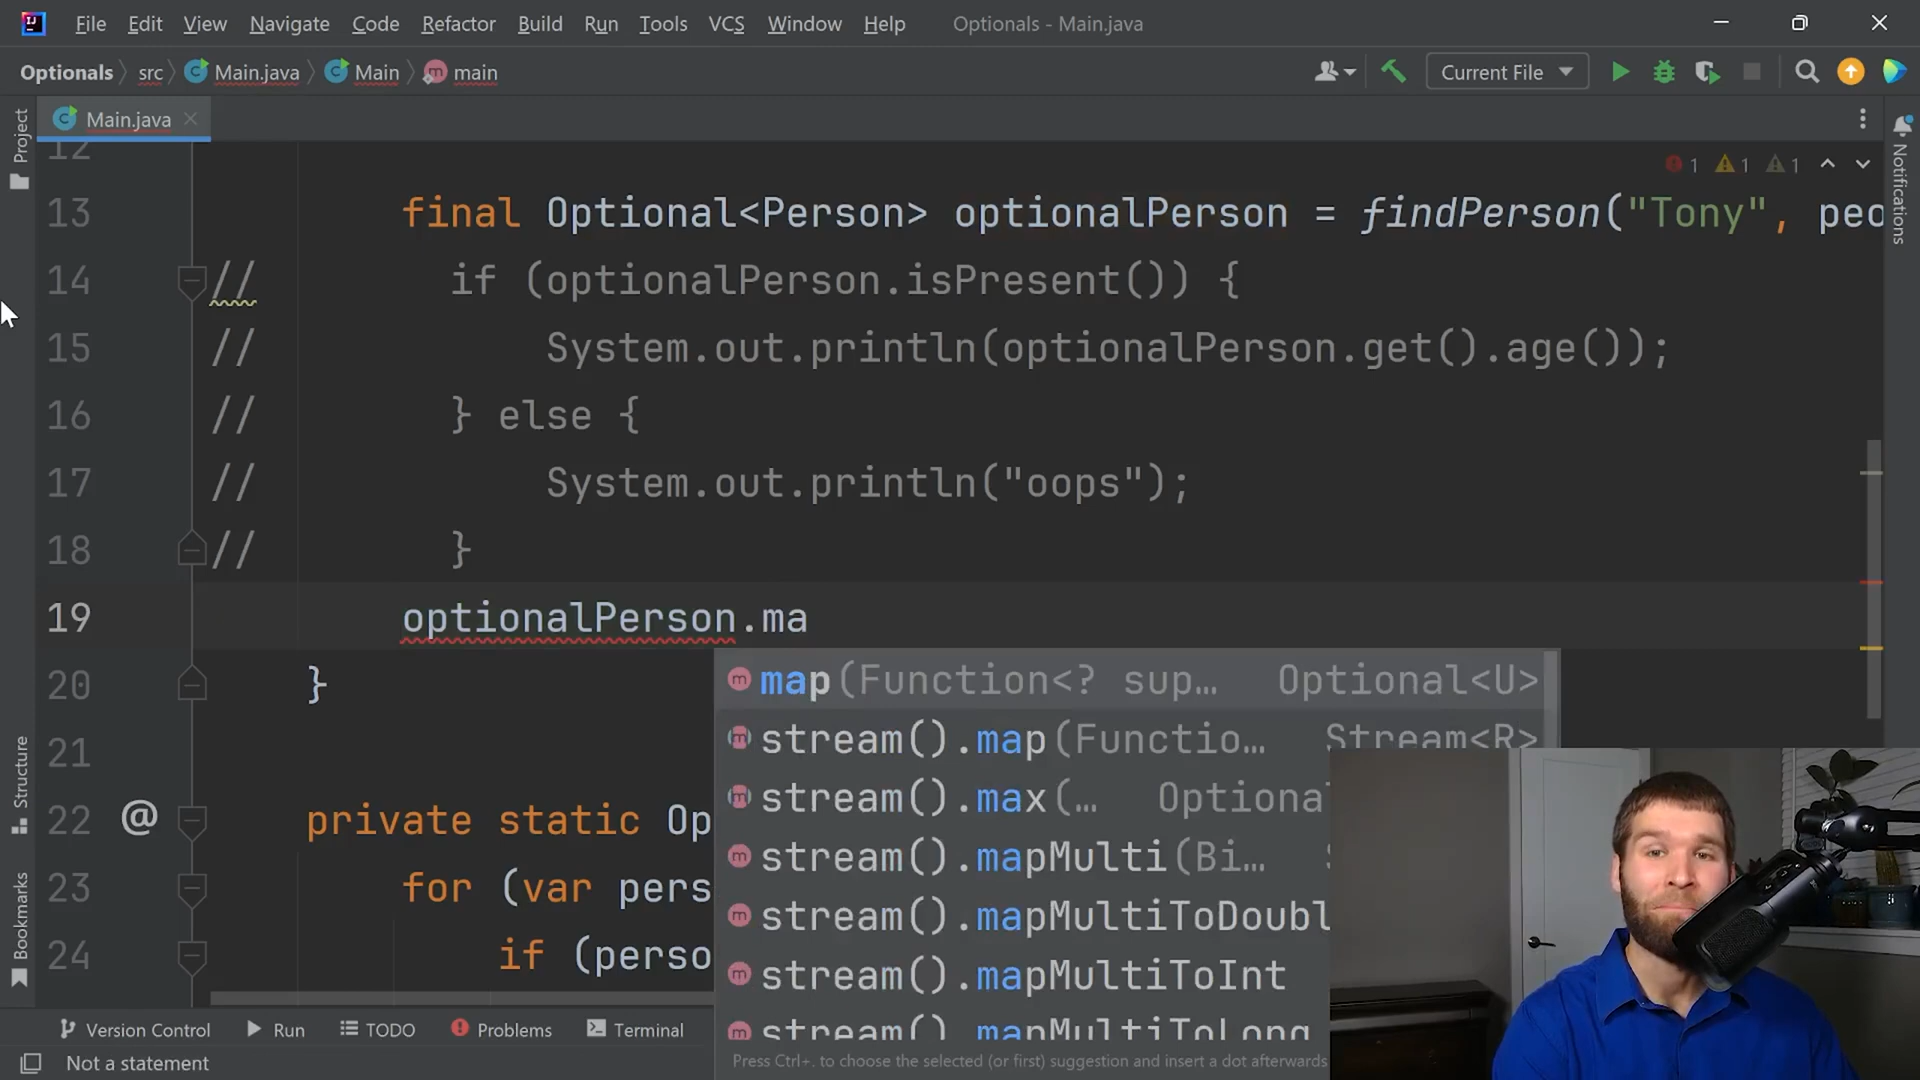 File Edit View Navigate Code Refactor Build Run Tools VCS Window Help Optionals - Main.java
Optionals src Main.java Main main Current File
Project
Main.java
Notifications
12
1 1 1
13 final Optional<Person> optionalPerson = findPerson("Tony", peo
14 // if (optionalPerson.isPresent()) {
15 // System.out.println(optionalPerson.get().age());
16 // } else {
17 // System.out.println("oops");
18 // }
19 optionalPerson.ma
20 }
map(Function<? sup… Optional<U>
21
stream().map(Functio… Stream<R>
stream().max(… Optional
22 @ private static Op
stream().mapMulti(Bi…
23 for (var pers
stream().mapMultiToDoubl
24 if (perso
stream().mapMultiToInt
stream().mapMultiToLong
Structure
Bookmarks
Version Control Run TODO Problems Terminal
Press Ctrl+. to choose the selected (or first) suggestion and insert a dot afterwards
Not a statement